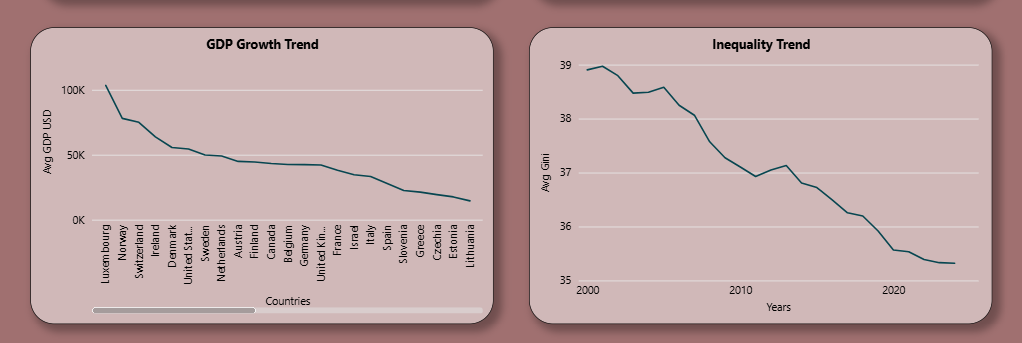 GDP Growth Trend
100K
50K
0K
Avg GDP USD
Luxembourg
Norway
Switzerland
Ireland
Denmark
United Stat...
Sweden
Netherlands
Austria
Finland
Canada
Belgium
Germany
United Kin...
France
Israel
Italy
Spain
Slovenia
Greece
Czechia
Estonia
Lithuania
Countries
Inequality Trend
39
38
37
36
35
Avg Gini
2000
2010
2020
Years